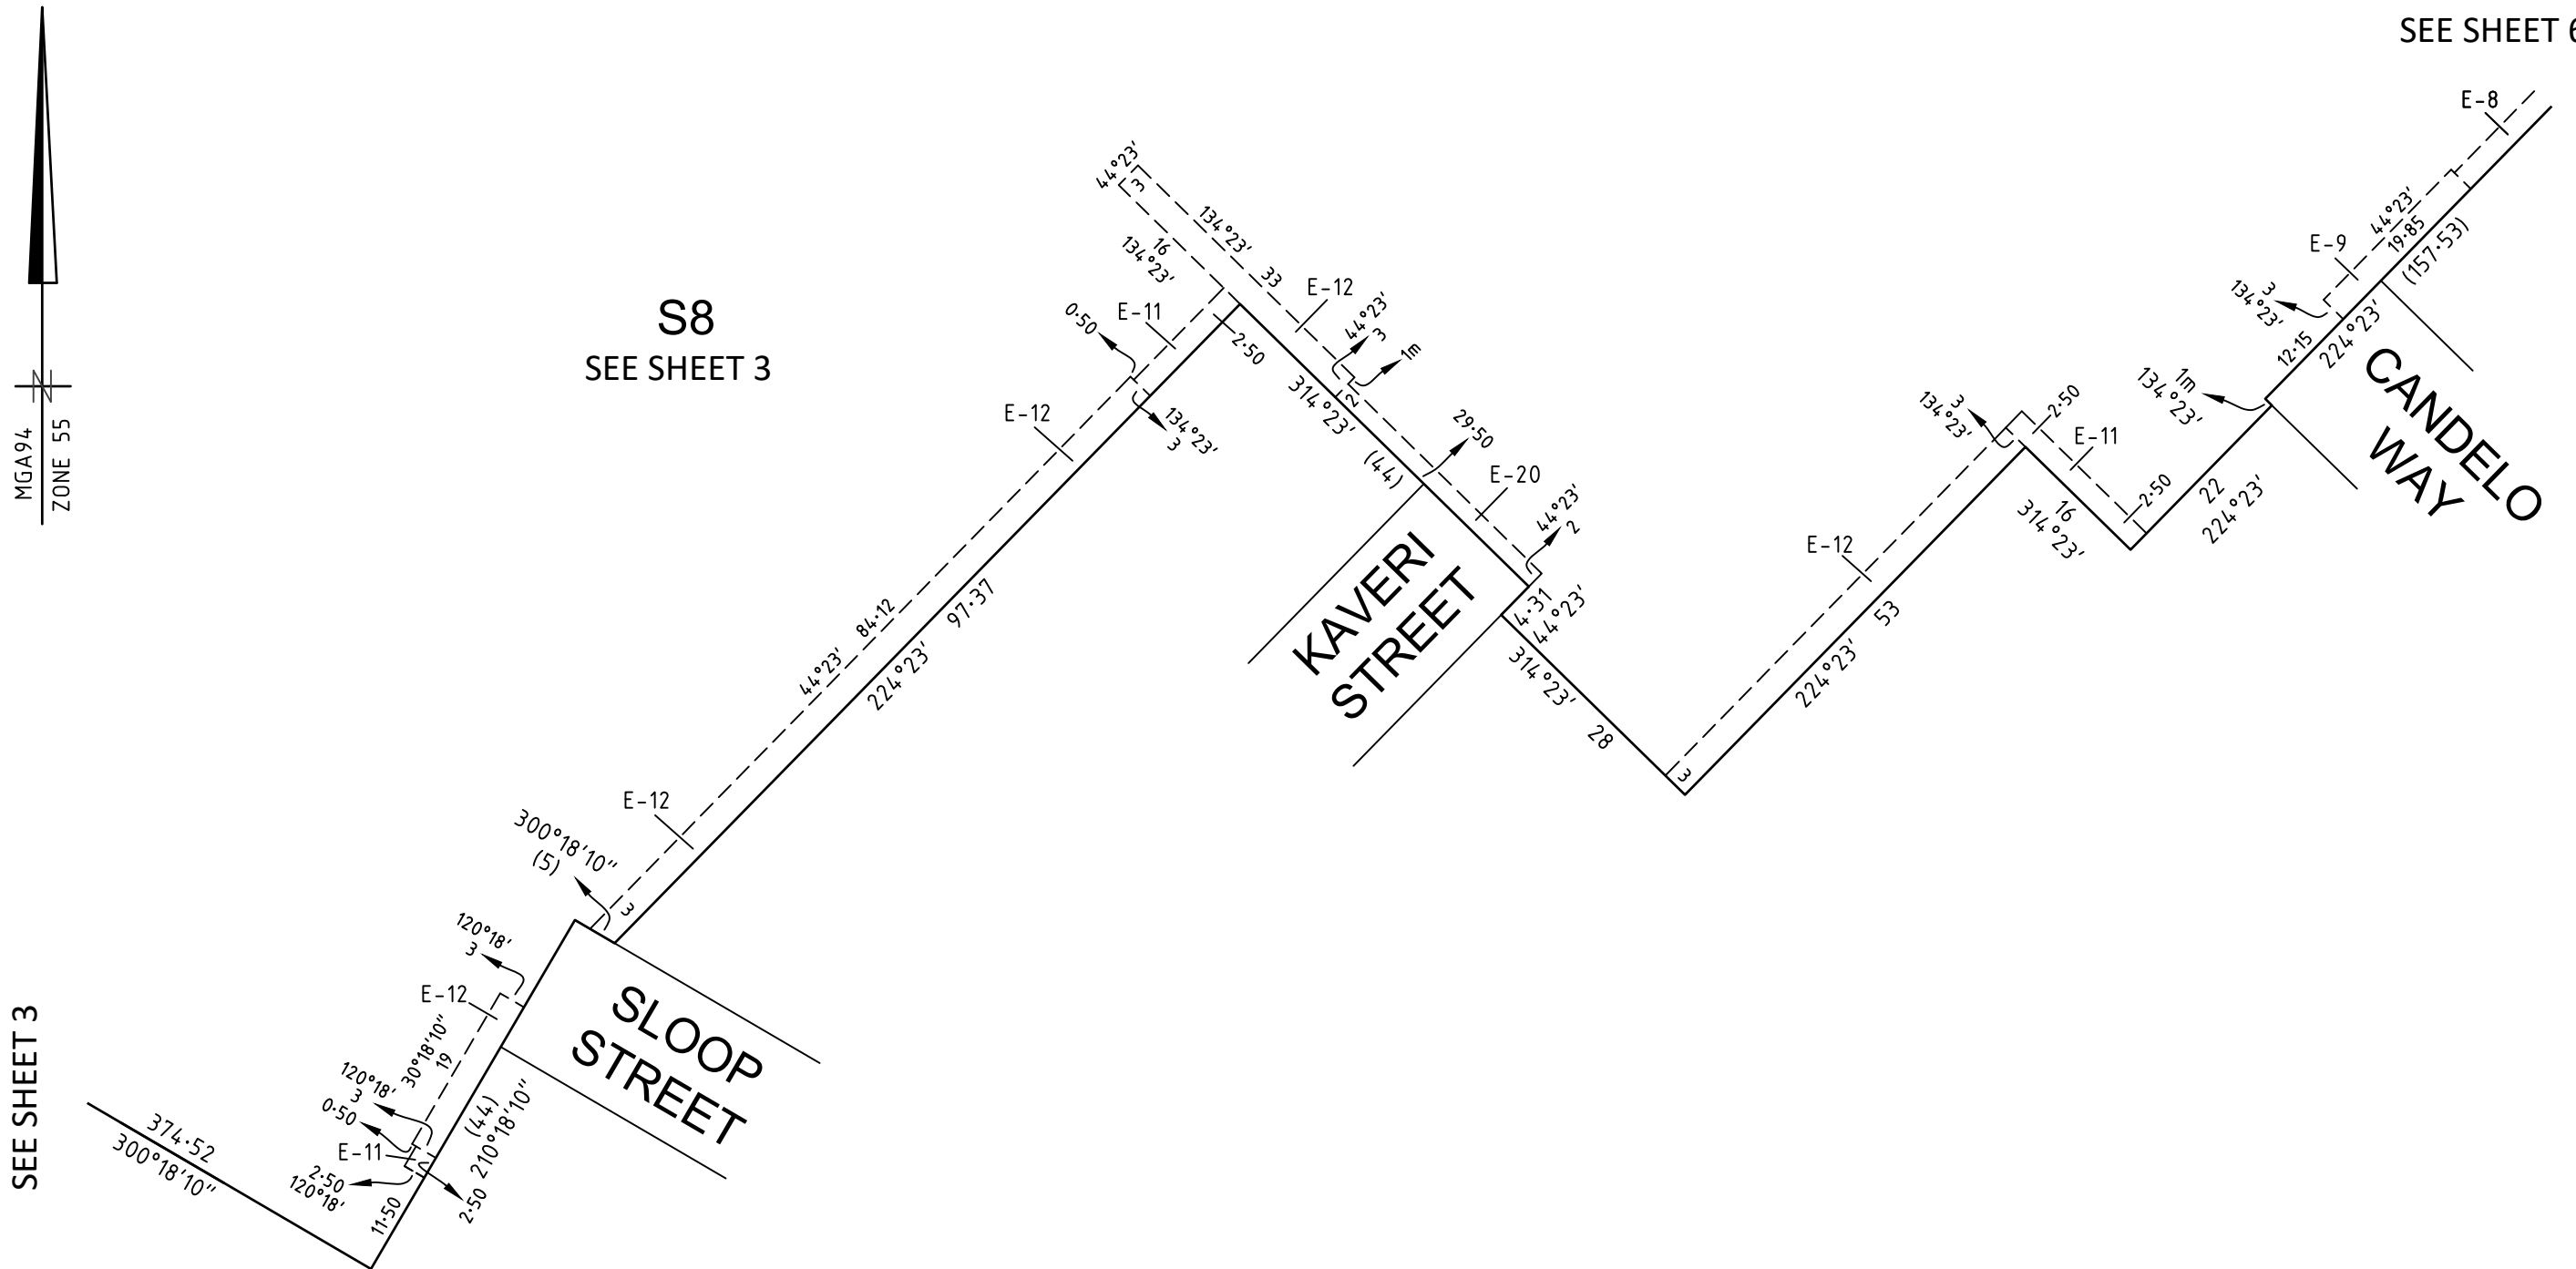 SEE SHEET 6
E-8
44°23'
19·85
(157·53)
E-9
3
134°23'
12·15
224°23'
CANDELO
WAY
1m
134°23'
22
224°23'
2·50
E-11
2·50
16
314°23'
3
134°23'
E-12
53
224°23'
3
28
314°23'
4·31
44°23'
44°23'
2
E-20
29·50
KAVERI
STREET
(44)
314°23'
2
1m
44°23'
3
E-12
33
134°23'
44°23'
3
16
134°23'
2·50
E-11
0·50
134°23'
3
E-12
S8
SEE SHEET 3
MGA94
ZONE 55
N
84·12
44°23'
97·37
224°23'
E-12
300°18'10"
(5)
3
120°18'
3
E-12
SLOOP
STREET
30°18'10"
19
120°18'
3
0·50
E-11
2·50
120°18'
(44)
210°18'10"
2·50
11·50
374·52
300°18'10"
SEE SHEET 3